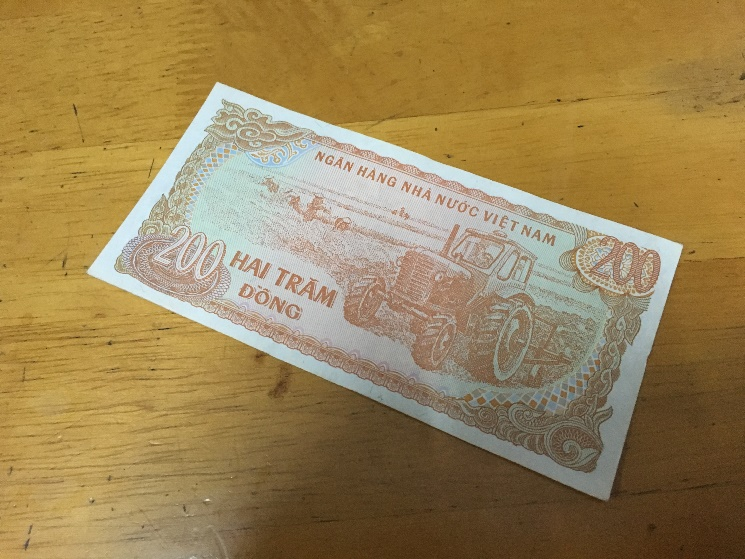 NGÂN HÀNG NHÀ NƯỚC VIỆT NAM
200
200
HAI TRĂM
ĐỒNG